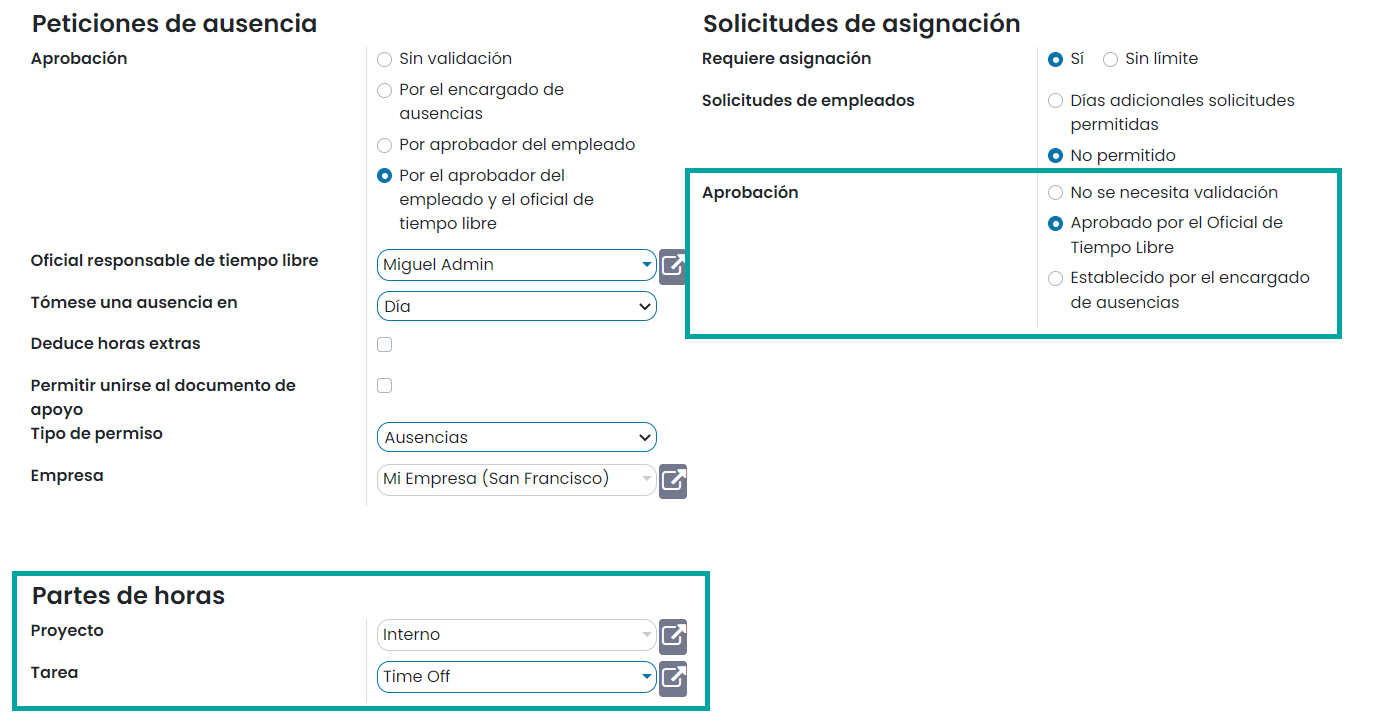 Peticiones de ausencia
Aprobación
Sin validación
Por el encargado de
ausencias
Por aprobador del empleado
Por el aprobador del
empleado y el oficial de
tiempo libre
Oficial responsable de tiempo libre
Miguel Admin
Tómese una ausencia en
Día
Deduce horas extras
Permitir unirse al documento de
apoyo
Tipo de permiso
Ausencias
Empresa
Mi Empresa (San Francisco)
Solicitudes de asignación
Requiere asignación
Sí
Sin límite
Solicitudes de empleados
Días adicionales solicitudes
permitidas
No permitido
Aprobación
No se necesita validación
Aprobado por el Oficial de
Tiempo Libre
Establecido por el encargado
de ausencias
Partes de horas
Proyecto
Interno
Tarea
Time Off